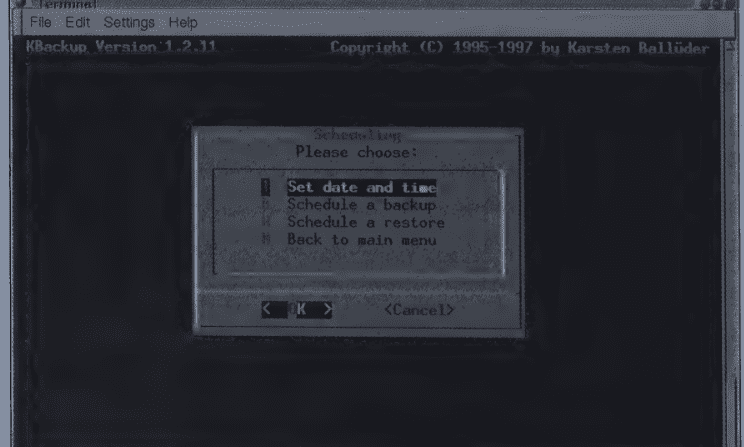 Terminal
File Edit Settings Help
KBackup Version 1.2.11 Copyright (C) 1995-1997 by Karsten Ballüder
Scheduling
Please choose:
Set date and time
Schedule a backup
Schedule a restore
Back to main menu
< OK > <Cancel>